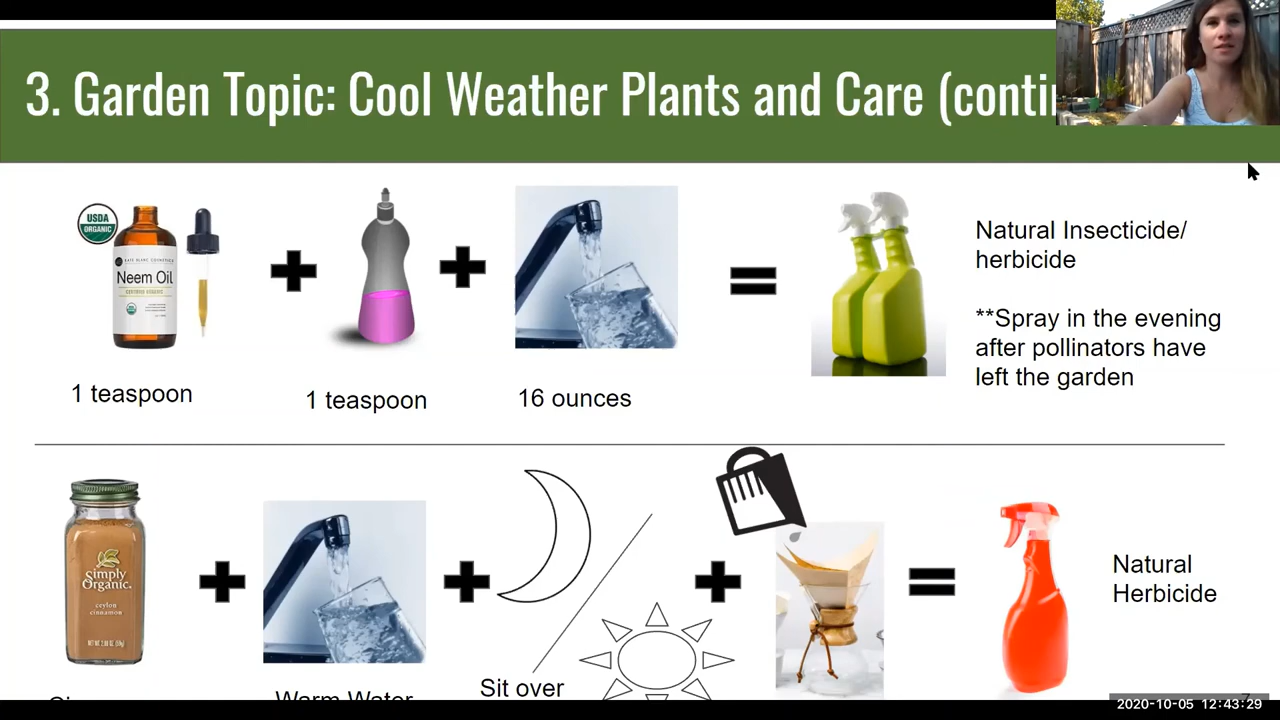 3. Garden Topic: Cool Weather Plants and Care (conti
USDA
ORGANIC
Neem Oil
CERTIFIED ORGANIC
1 teaspoon
1 teaspoon
16 ounces
Natural Insecticide/
herbicide
**Spray in the evening
after pollinators have
left the garden
Simply
Organic
ceylon
cinnamon
Warm Water
Sit over
Natural
Herbicide
2020-10-05 12:43:29